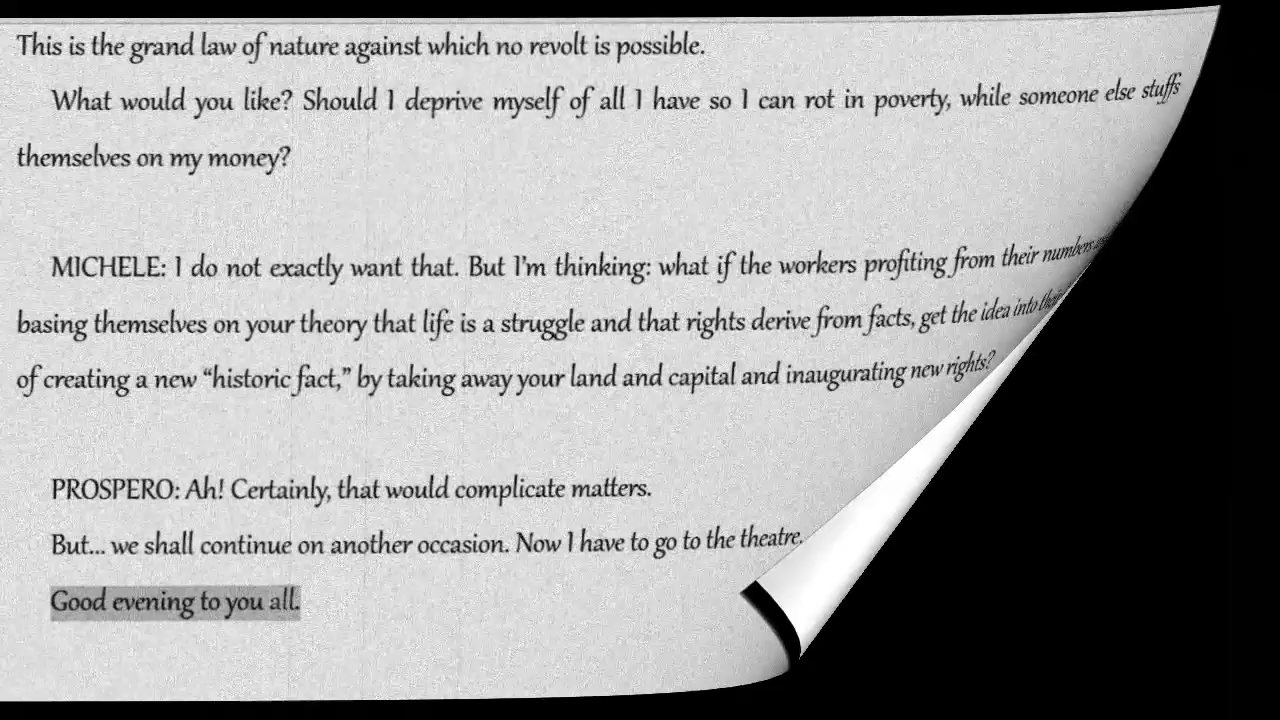 This is the grand law of nature against which no revolt is possible.
What would you like? Should I deprive myself of all I have so I can rot in poverty, while someone else stuffs
themselves on my money?
MICHELE: I do not exactly want that. But I'm thinking: what if the workers profiting from their numbers
basing themselves on your theory that life is a struggle and that rights derive from facts, get the idea into
of creating a new “historic fact,” by taking away your land and capital and inaugurating new rights?
PROSPERO: Ah! Certainly, that would complicate matters.
But... we shall continue on another occasion. Now I have to go to the theatre.
Good evening to you all.